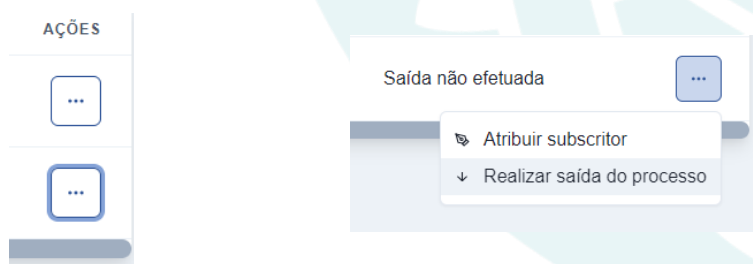 AÇÕES
...
...
Saída não efetuada
...
Atribuir subscritor
Realizar saída do processo